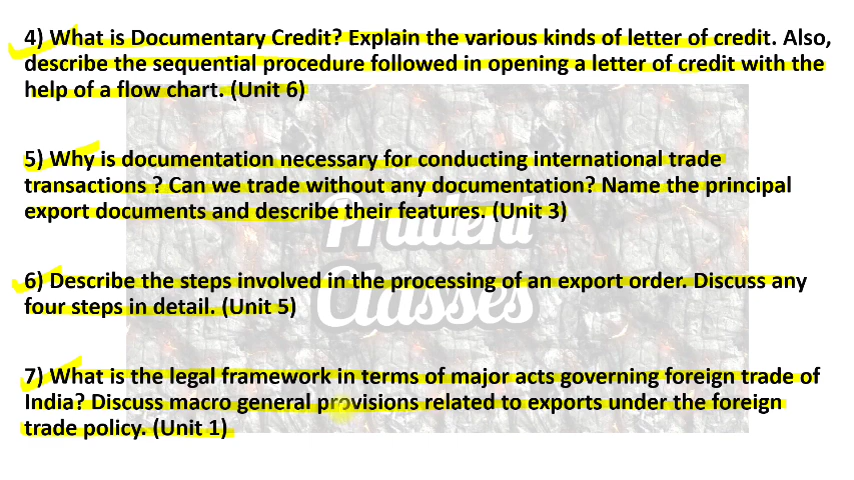 4) What is Documentary Credit? Explain the various kinds of letter of credit. Also,
describe the sequential procedure followed in opening a letter of credit with the
help of a flow chart. (Unit 6)
5) Why is documentation necessary for conducting international trade
transactions ? Can we trade without any documentation? Name the principal
export documents and describe their features. (Unit 3)
Prudent
Classes
6) Describe the steps involved in the processing of an export order. Discuss any
four steps in detail. (Unit 5)
7) What is the legal framework in terms of major acts governing foreign trade of
India? Discuss macro general provisions related to exports under the foreign
trade policy. (Unit 1)